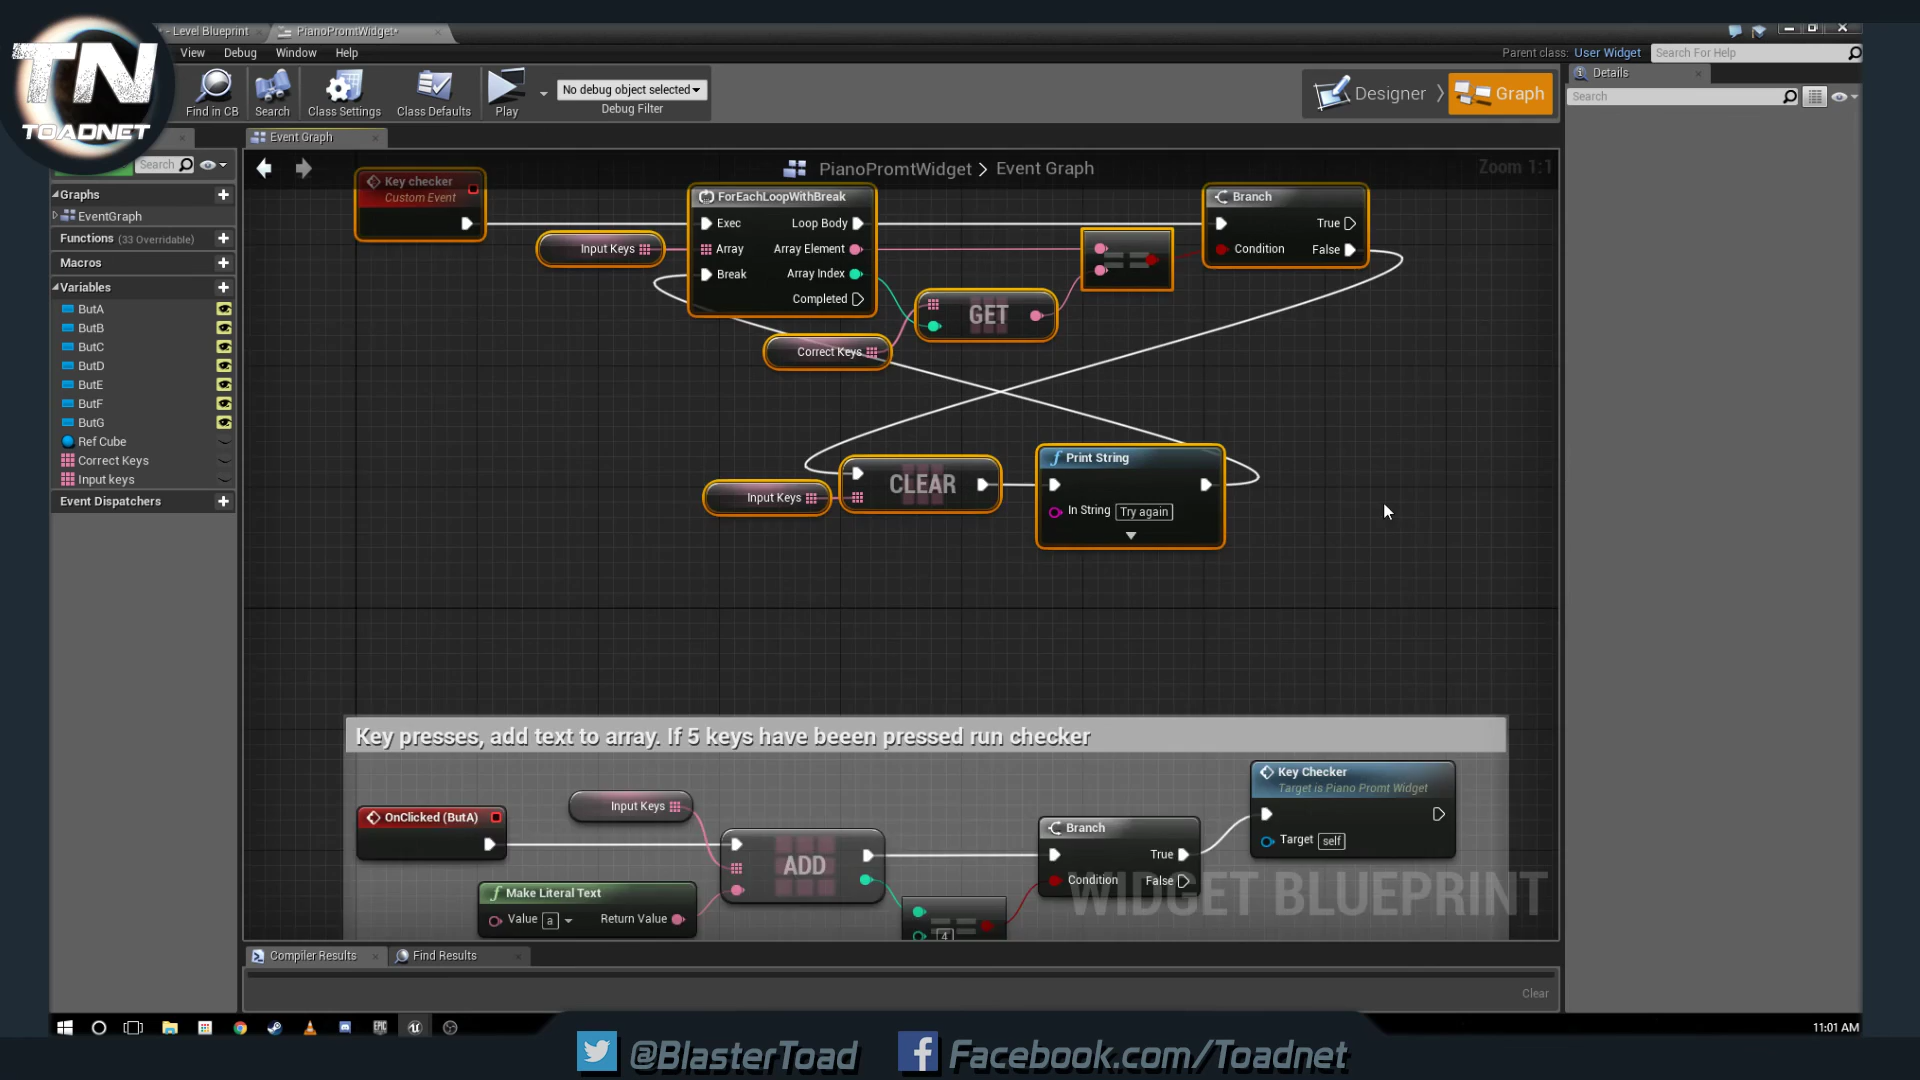 TN
TOADNET
- Level Blueprint
PianoPromtWidget*
View Debug Window Help
Parent class: User Widget Search For Help
Find in CB
Search
Class Settings
Class Defaults
Play
No debug object selected
Debug Filter
Designer
Graph
Details
Search
Event Graph
Search
PianoPromtWidget > Event Graph
Zoom 1:1
Graphs
EventGraph
Functions (33 Overridable)
Macros
Variables
ButA
ButB
ButC
ButD
ButE
ButF
ButG
Ref Cube
Correct Keys
Input keys
Event Dispatchers
Key checker
Custom Event
Input Keys
ForEachLoopWithBreak
Exec Loop Body
Array Array Element
Break Array Index
Completed
Correct Keys
GET
==
Branch
True
Condition False
Input Keys
CLEAR
Print String
In String Try again
Key presses, add text to array. If 5 keys have beeen pressed run checker
OnClicked (ButA)
Input Keys
Make Literal Text
Value a Return Value
ADD
==
4
Branch
True
Condition False
Key Checker
Target is Piano Promt Widget
Target self
WIDGET BLUEPRINT
Compiler Results
Find Results
Clear
EPIC
11:01 AM
@BlasterToad
Facebook.com/Toadnet